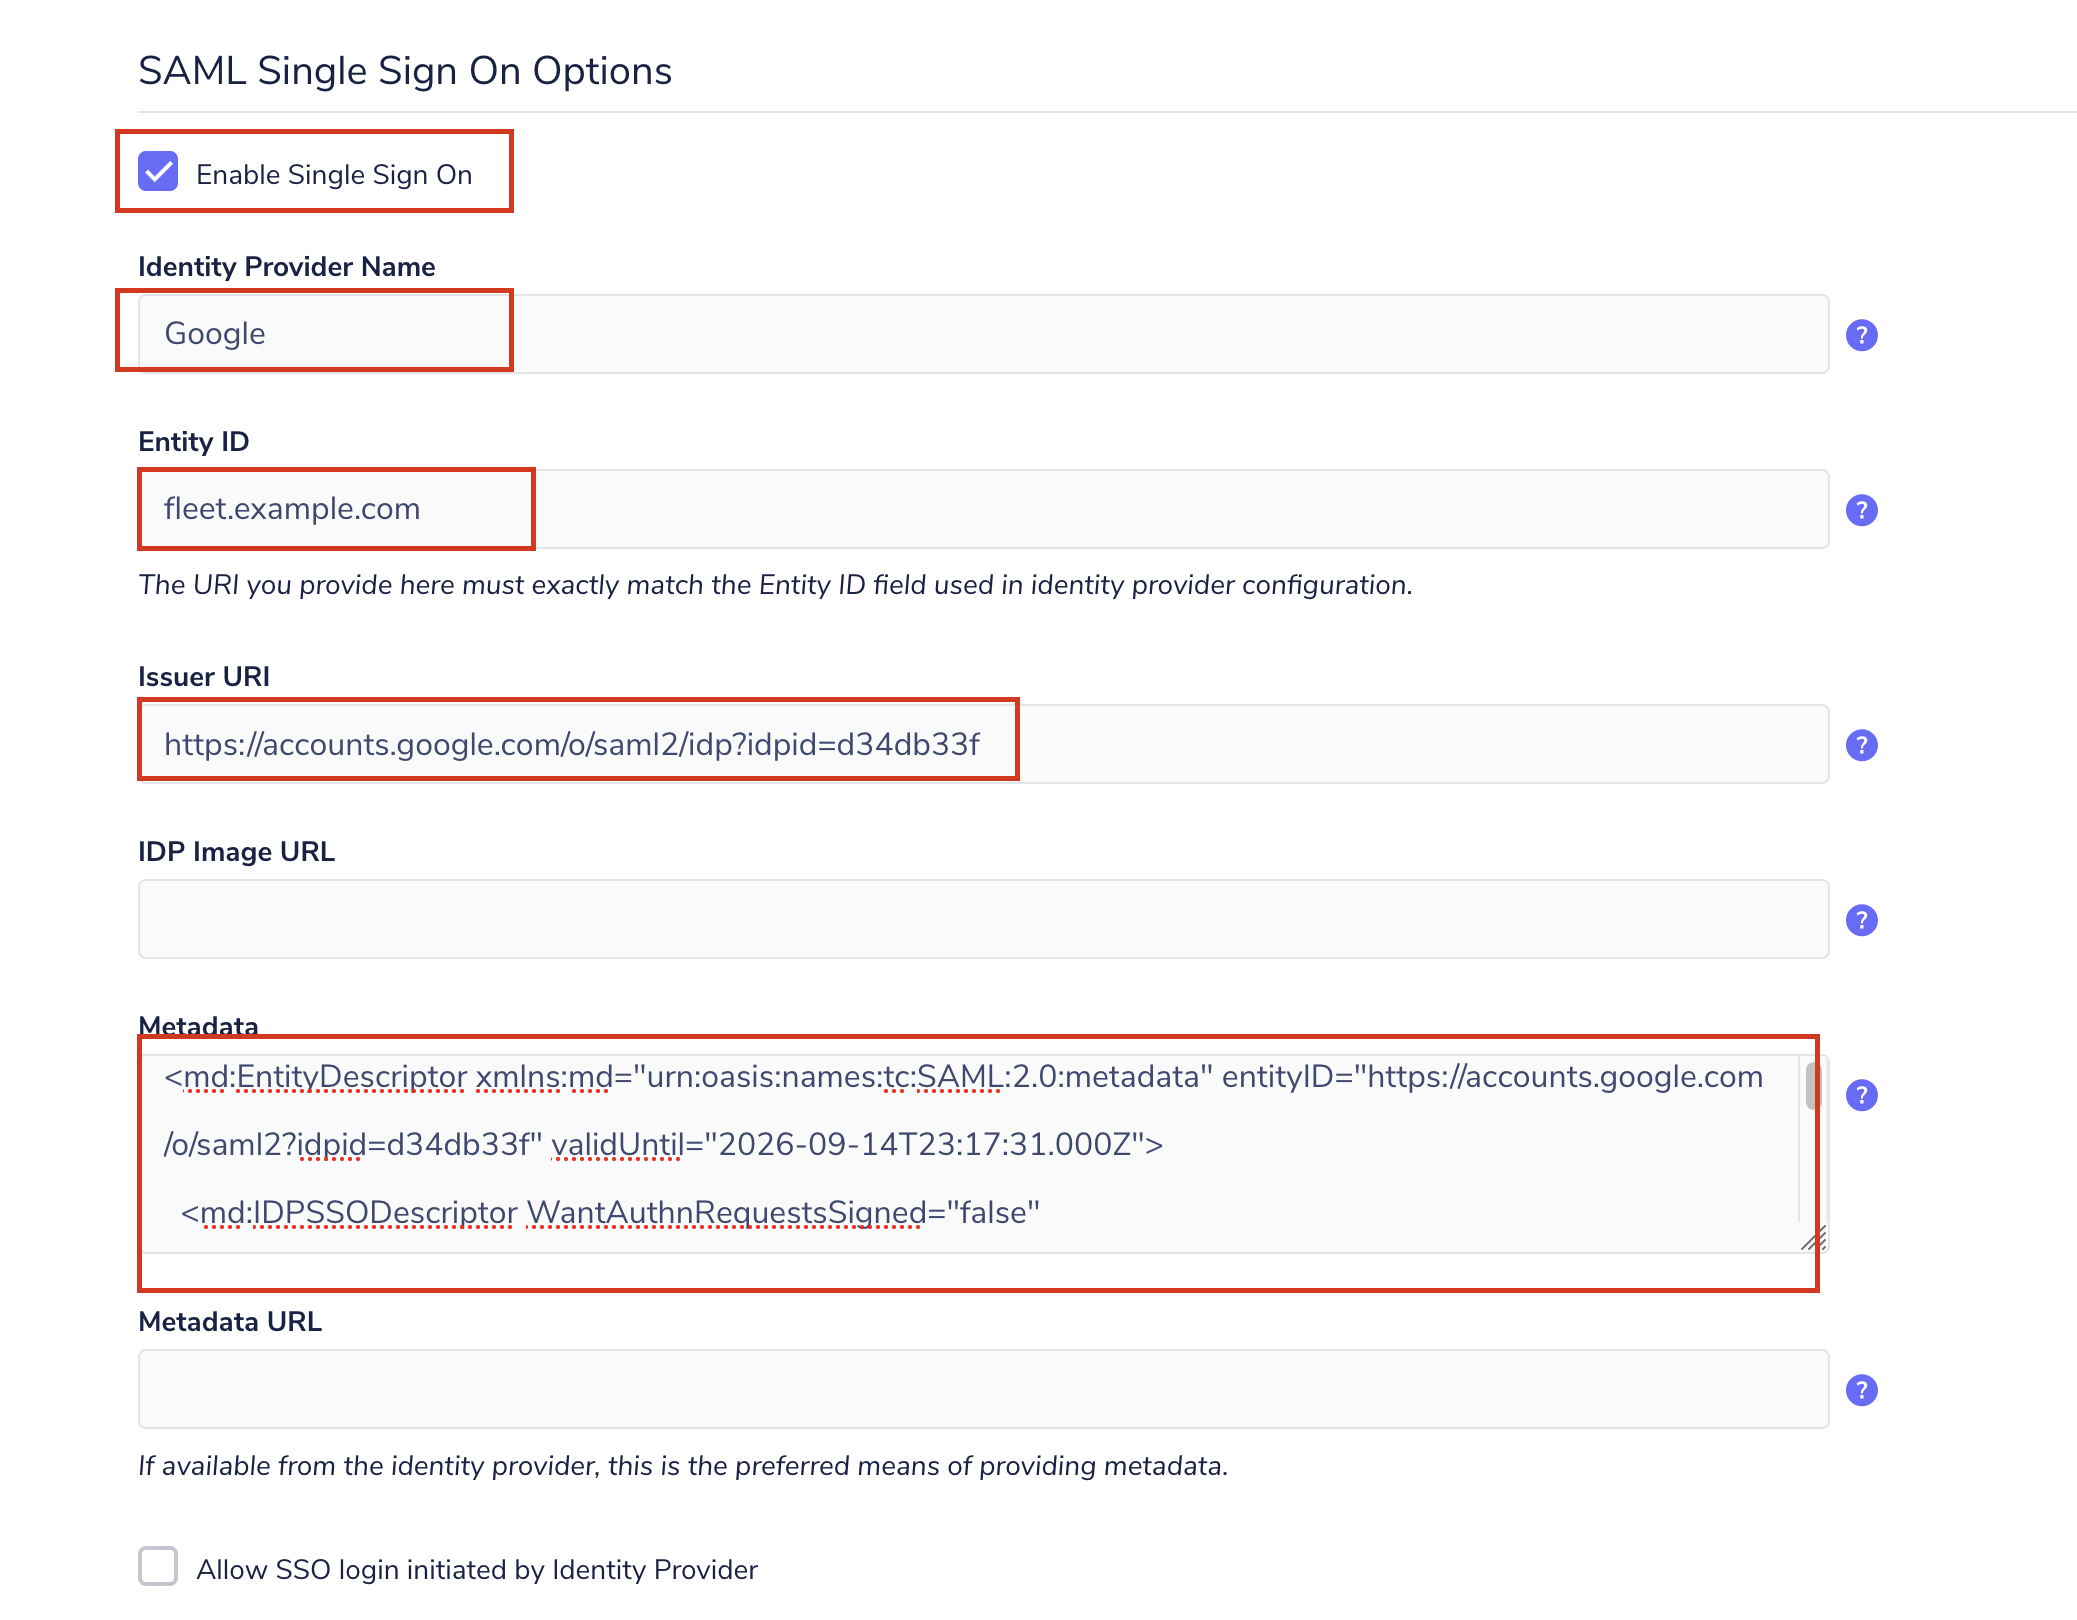 SAML Single Sign On Options
Enable Single Sign On
Identity Provider Name
Google
?
Entity ID
fleet.example.com
?
The URI you provide here must exactly match the Entity ID field used in identity provider configuration.
Issuer URI
https://accounts.google.com/o/saml2/idp?idpid=d34db33f
?
IDP Image URL
?
Metadata
<md:EntityDescriptor xmlns:md="urn:oasis:names:tc:SAML:2.0:metadata" entityID="https://accounts.google.com
/o/saml2?idpid=d34db33f" validUntil="2026-09-14T23:17:31.000Z">
<md:IDPSSODescriptor WantAuthnRequestsSigned="false"
?
Metadata URL
?
If available from the identity provider, this is the preferred means of providing metadata.
Allow SSO login initiated by Identity Provider